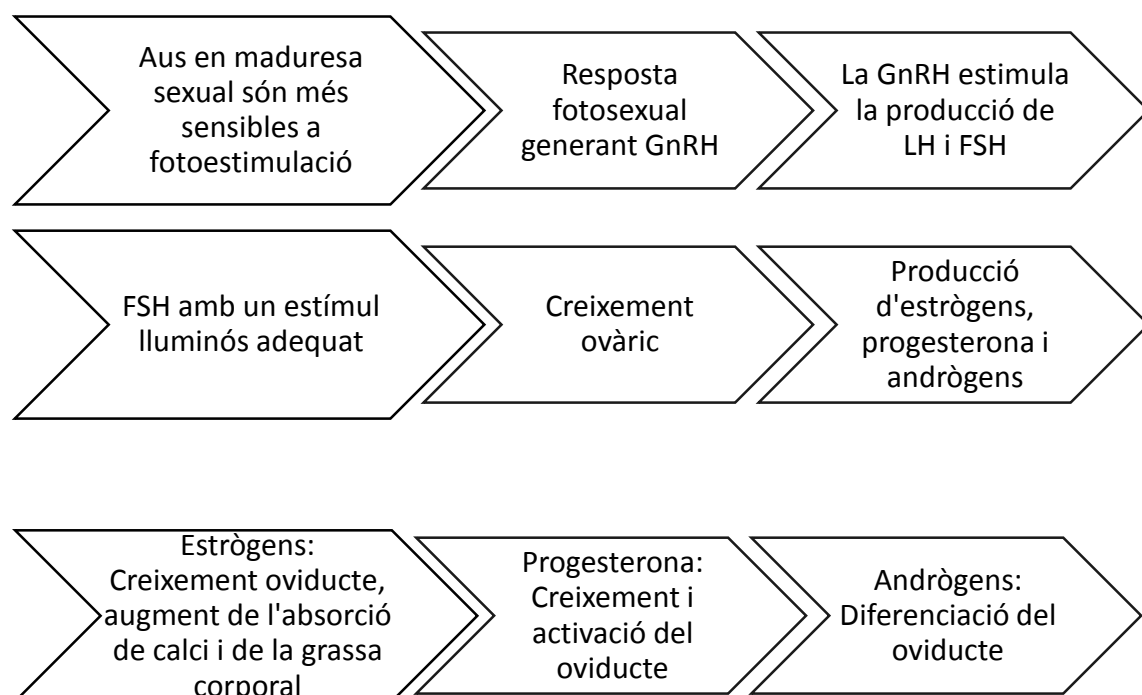 Aus en maduresa
sexual són més
sensibles a
fotoestimulació
Resposta
fotosexual
generant GnRH
La GnRH estimula
la producció de
LH i FSH
FSH amb un estímul
lluminós adequat
Creixement
ovàric
Producció
d'estrògens,
progesterona i
andrògens
Estrògens:
Creixement oviducte,
augment de l'absorció
de calci i de la grassa
corporal
Progesterona:
Creixement i
activació del
oviducte
Andrògens:
Diferenciació del
oviducte